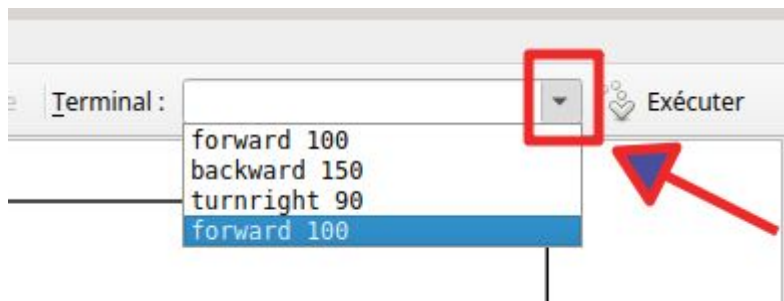 Terminal : Exécuter
forward 100
backward 150
turnright 90
forward 100